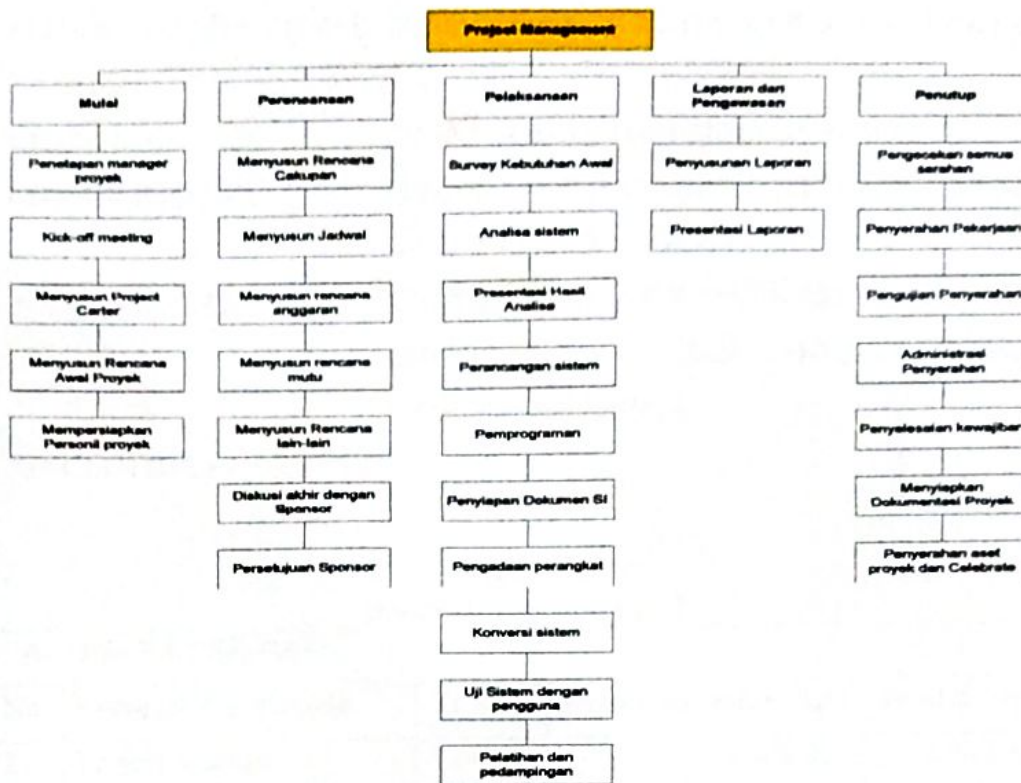 Project Management
Mulai
Penetapan manager
proyek
Kick-off meeting
Menyusun Project
Carter
Menyusun Rencana
Awal Proyek
Mempersiapkan
Personil proyek
Perencanaan
Menyusun Rencana
Cakupan
Menyusun Jadwal
Menyusun rencana
anggaran
Menyusun rencana
mutu
Menyusun Rencana
lain-lain
Diskusi akhir dengan
Sponsor
Persetujuan Sponsor
Pelaksanaan
Survey Kebutuhan Awal
Analisa sistem
Presentasi Hasil
Analisa
Perancangan sistem
Pemprograman
Penyiapan Dokumen SI
Pengadaan perangkat
Konversi sistem
Uji Sistem dengan
pengguna
Pelatihan dan
pedampingan
Laporan dan
Pengawasan
Penyusunan Laporan
Presentasi Laporan
Penutup
Pengecekan semua
serahan
Penyerahan Pekerjaan
Pengujian Penyerahan
Administrasi
Penyerahan
Penyelesaian kewajiban
Menyiapkan
Dokumentasi Proyek
Penyerahan aset
proyek dan Celebrate